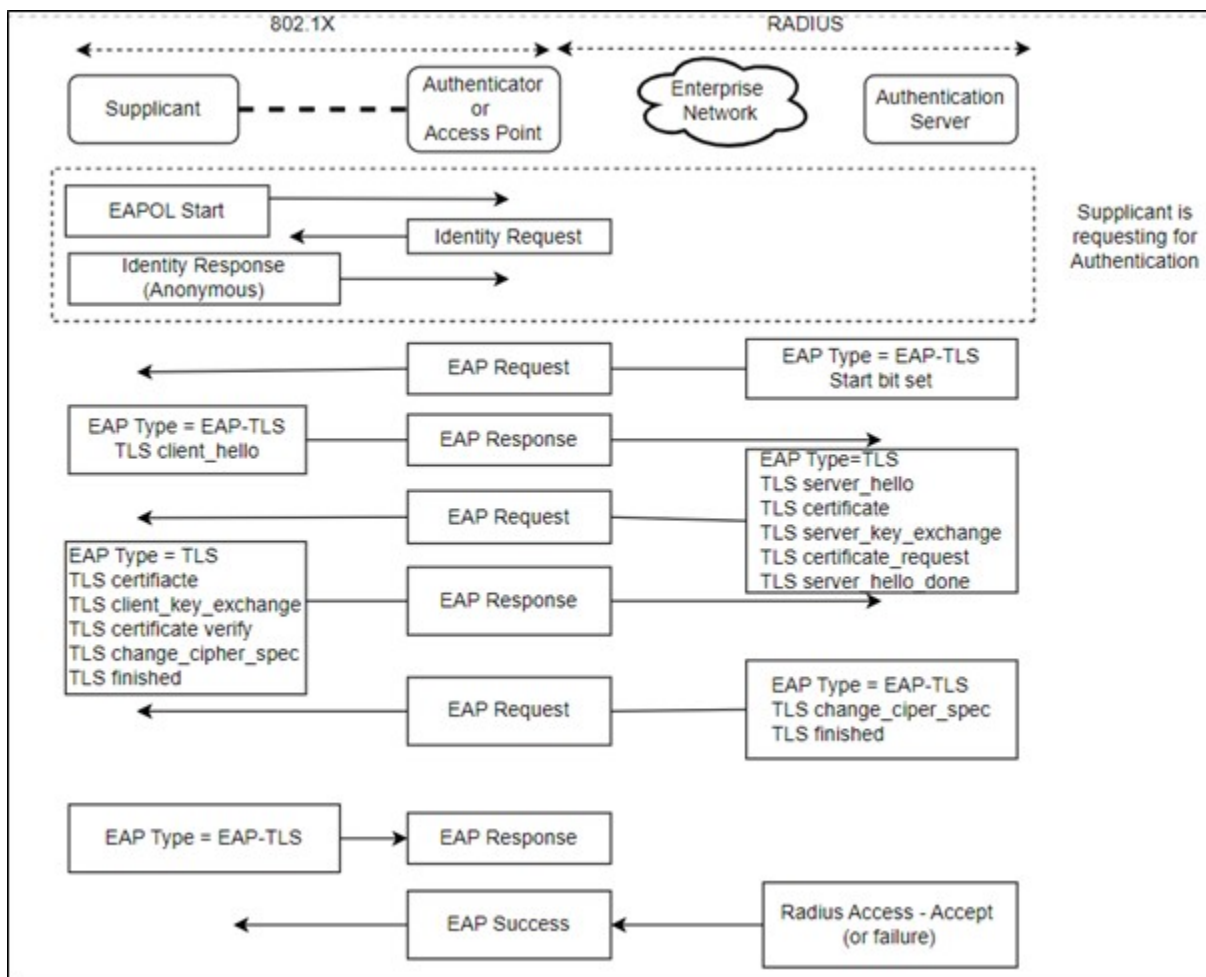 802.1X
RADIUS
Supplicant
Authenticator
or
Access Point
Enterprise
Network
Authentication
Server
EAPOL Start
Identity Request
Identity Response
(Anonymous)
Supplicant is
requesting for
Authentication
EAP Request
EAP Type = EAP-TLS
Start bit set
EAP Type = EAP-TLS
TLS client_hello
EAP Response
EAP Type=TLS
TLS server_hello
TLS certificate
TLS server_key_exchange
TLS certificate_request
TLS server_hello_done
EAP Request
EAP Type = TLS
TLS certifiacte
TLS client_key_exchange
TLS certificate verify
TLS change_cipher_spec
TLS finished
EAP Response
EAP Request
EAP Type = EAP-TLS
TLS change_ciper_spec
TLS finished
EAP Type = EAP-TLS
EAP Response
EAP Success
Radius Access - Accept
(or failure)